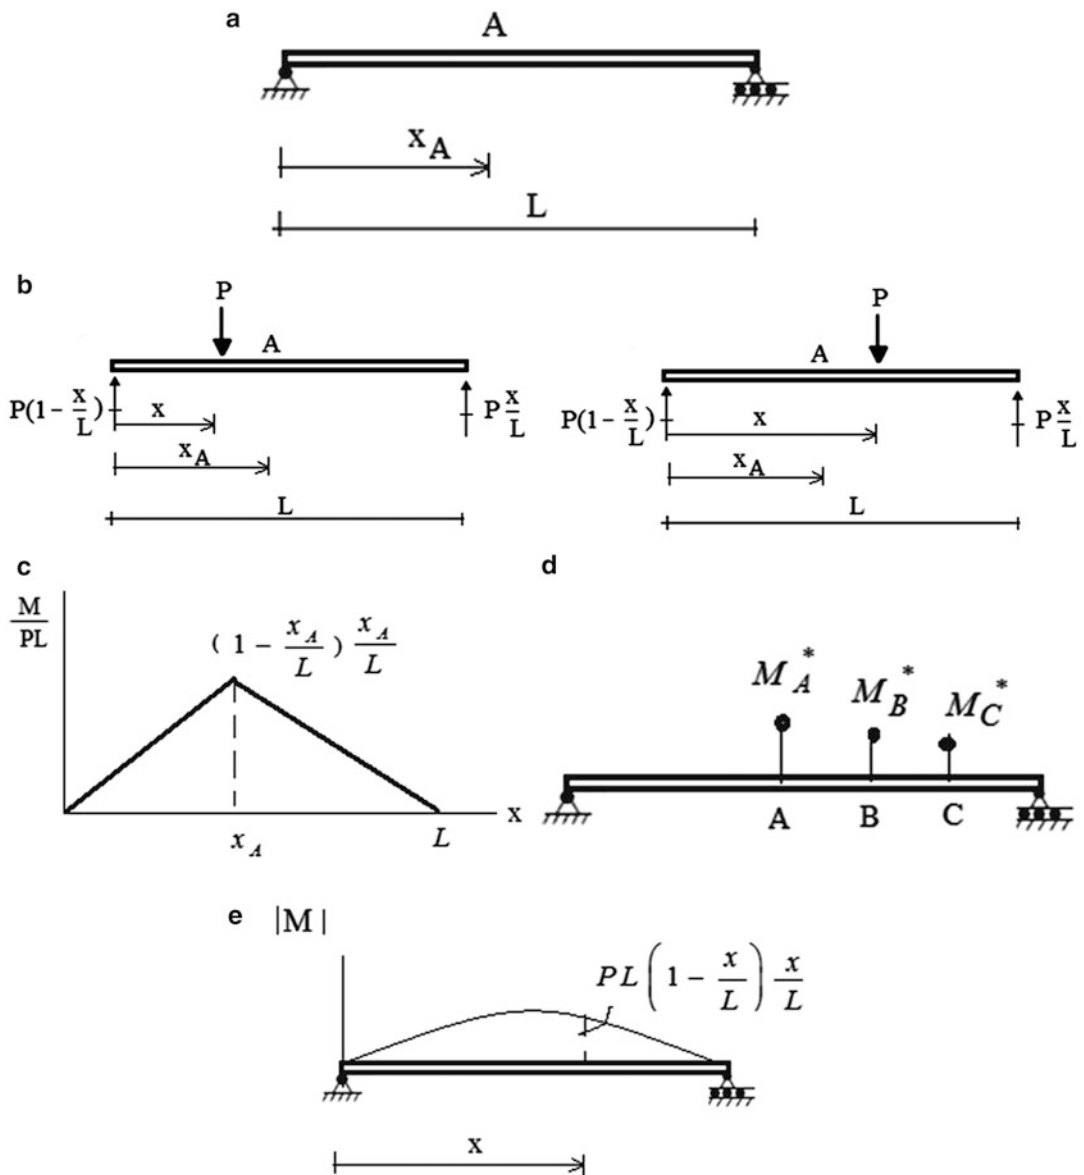 a
A
x_A
L
b
P
A
P(1 - x/L)
x
P x/L
x_A
L
P
A
P(1 - x/L)
x
P x/L
x_A
L
c
M/PL
(1 - x_A/L) x_A/L
x
x_A
L
d
M_A^*
M_B^*
M_C^*
A B C
e
|M|
PL(1 - x/L) x/L
x